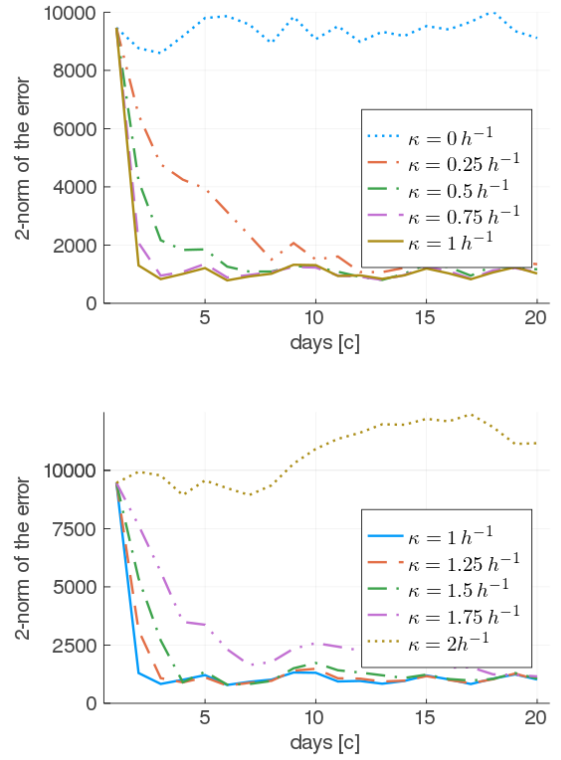 10000
8000
6000
4000
2000
0
2-norm of the error
κ = 0 h⁻¹
κ = 0.25 h⁻¹
κ = 0.5 h⁻¹
κ = 0.75 h⁻¹
κ = 1 h⁻¹
5 10 15 20
days [c]
10000
7500
5000
2500
0
2-norm of the error
κ = 1 h⁻¹
κ = 1.25 h⁻¹
κ = 1.5 h⁻¹
κ = 1.75 h⁻¹
κ = 2h⁻¹
5 10 15 20
days [c]